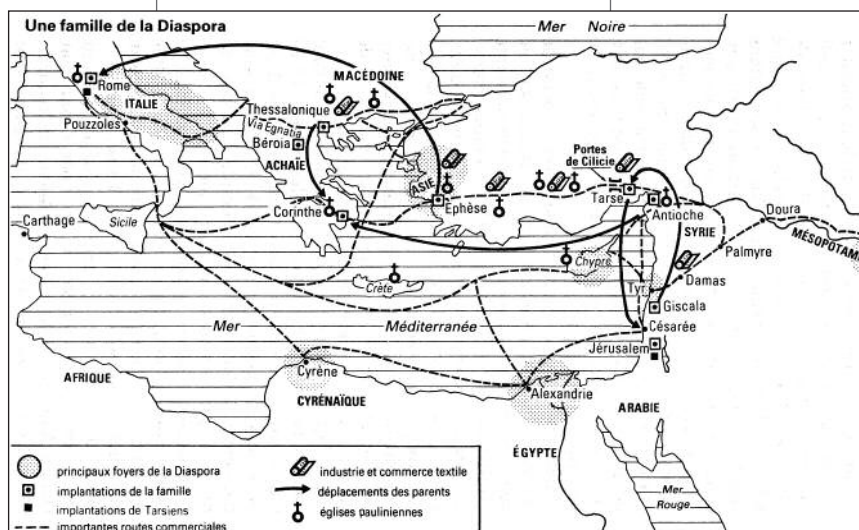 Une famille de la Diaspora
Mer Noire
Rome
ITALIE
Pouzzoles
MACÉDOINE
Thessalonique
Via Egnatia
Béroia
ACHAÏE
Corinthe
ASIE
Ephèse
Portes
de Cilicie
Tarse
Antioche
SYRIE
Doura
MÉSOPOTAM
Palmyre
Damas
Carthage
Sicile
Chypre
Crète
Tyr
Giscala
Césarée
Mer Méditerranée
Jérusalem
Cyrène
AFRIQUE
CYRÉNAÏQUE
Alexandrie
ARABIE
ÉGYPTE
Mer
Rouge
principaux foyers de la Diaspora
implantations de la famille
implantations de Tarsiens
importantes routes commerciales
industrie et commerce textile
déplacements des parents
églises pauliniennes